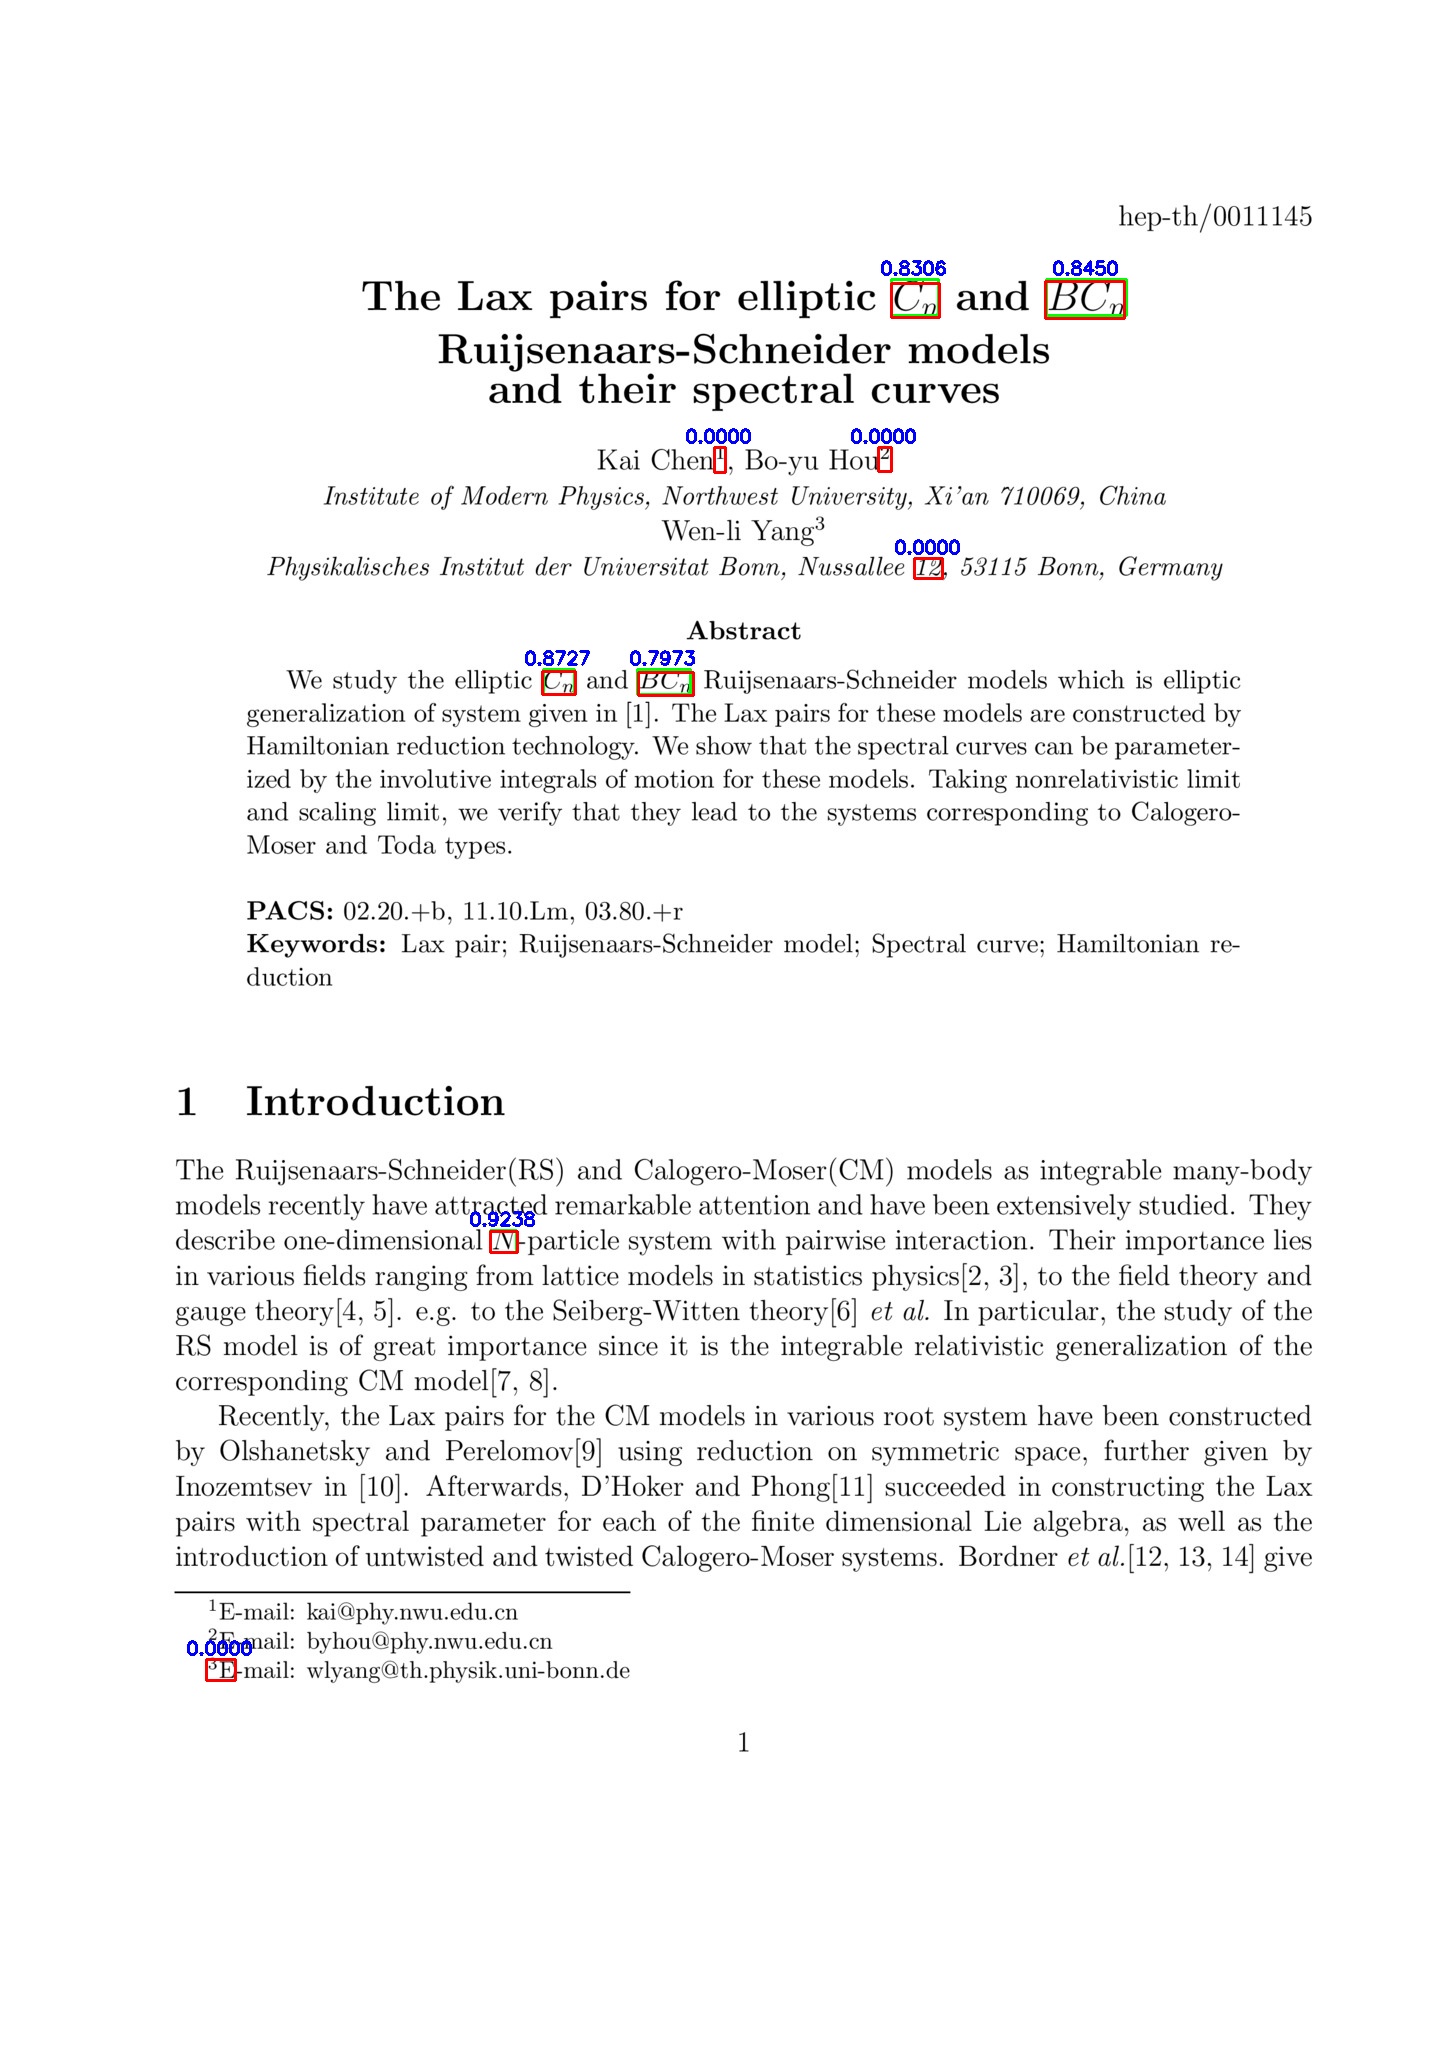 hep-th/0011145
0.8306 0.8450
The Lax pairs for elliptic Cₙ and BCₙ
Ruijsenaars-Schneider models
and their spectral curves
0.0000 0.0000
Kai Chen¹, Bo-yu Hou²
Institute of Modern Physics, Northwest University, Xi'an 710069, China
Wen-li Yang³
0.0000
Physikalisches Institut der Universitat Bonn, Nussallee 12, 53115 Bonn, Germany
Abstract
0.8727 0.7973
We study the elliptic Cₙ and BCₙ Ruijsenaars-Schneider models which is elliptic
generalization of system given in [1]. The Lax pairs for these models are constructed by
Hamiltonian reduction technology. We show that the spectral curves can be parameter-
ized by the involutive integrals of motion for these models. Taking nonrelativistic limit
and scaling limit, we verify that they lead to the systems corresponding to Calogero-
Moser and Toda types.
PACS: 02.20.+b, 11.10.Lm, 03.80.+r
Keywords: Lax pair; Ruijsenaars-Schneider model; Spectral curve; Hamiltonian re-
duction
1 Introduction
The Ruijsenaars-Schneider(RS) and Calogero-Moser(CM) models as integrable many-body
models recently have attracted remarkable attention and have been extensively studied. They
0.9238
describe one-dimensional N-particle system with pairwise interaction. Their importance lies
in various fields ranging from lattice models in statistics physics[2, 3], to the field theory and
gauge theory[4, 5]. e.g. to the Seiberg-Witten theory[6] et al. In particular, the study of the
RS model is of great importance since it is the integrable relativistic generalization of the
corresponding CM model[7, 8].
Recently, the Lax pairs for the CM models in various root system have been constructed
by Olshanetsky and Perelomov[9] using reduction on symmetric space, further given by
Inozemtsev in [10]. Afterwards, D'Hoker and Phong[11] succeeded in constructing the Lax
pairs with spectral parameter for each of the finite dimensional Lie algebra, as well as the
introduction of untwisted and twisted Calogero-Moser systems. Bordner et al.[12, 13, 14] give
¹E-mail: kai@phy.nwu.edu.cn
²E-mail: byhou@phy.nwu.edu.cn
0.0000
³E-mail: wlyang@th.physik.uni-bonn.de
1